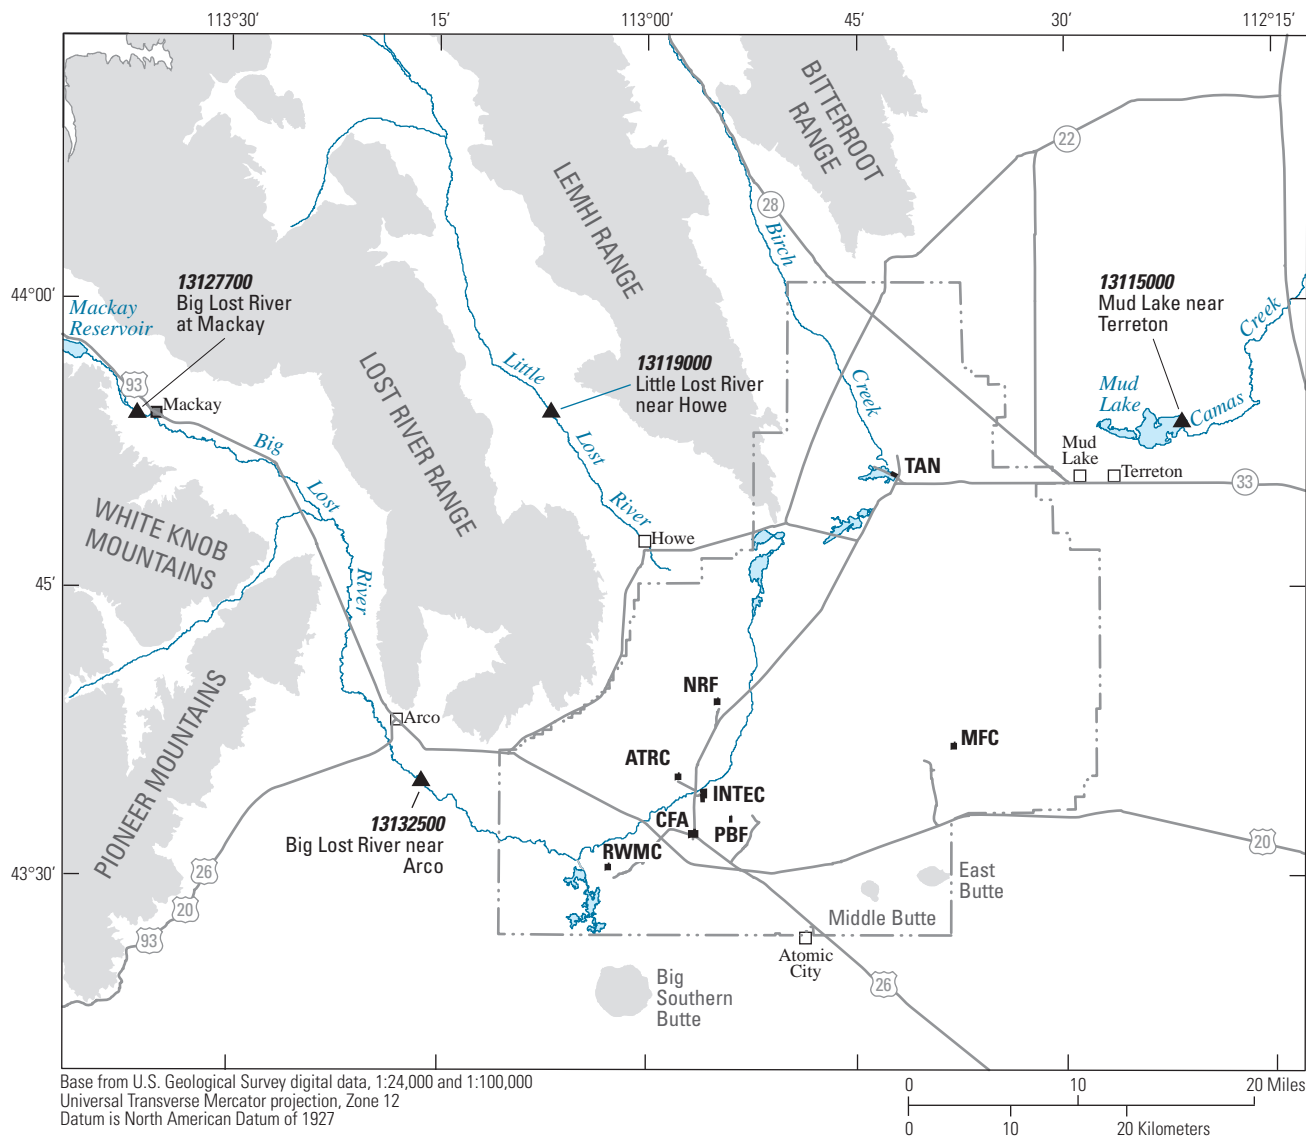 113°30′
15′
113°00′
45′
30′
112°15′
44°00′
45′
43°30′
BITTERROOT
RANGE
22
28
LEMHI RANGE
Birch
Creek
13127700
Big Lost River
at Mackay
Mackay
Reservoir
93
Mackay
LOST RIVER RANGE
Little
Lost
River
13119000
Little Lost River
near Howe
13115000
Mud Lake near
Terreton
Creek
Camas
Mud
Lake
Mud
Lake
Terreton
33
TAN
Big
Lost
River
WHITE KNOB
MOUNTAINS
Howe
PIONEER MOUNTAINS
Arco
NRF
MFC
ATRC
INTEC
CFA
PBF
RWMC
13132500
Big Lost River near
Arco
26
20
93
20
East
Butte
Middle Butte
Atomic
City
26
Big
Southern
Butte
Base from U.S. Geological Survey digital data, 1:24,000 and 1:100,000
Universal Transverse Mercator projection, Zone 12
Datum is North American Datum of 1927
0
10
20 Miles
0
10
20 Kilometers